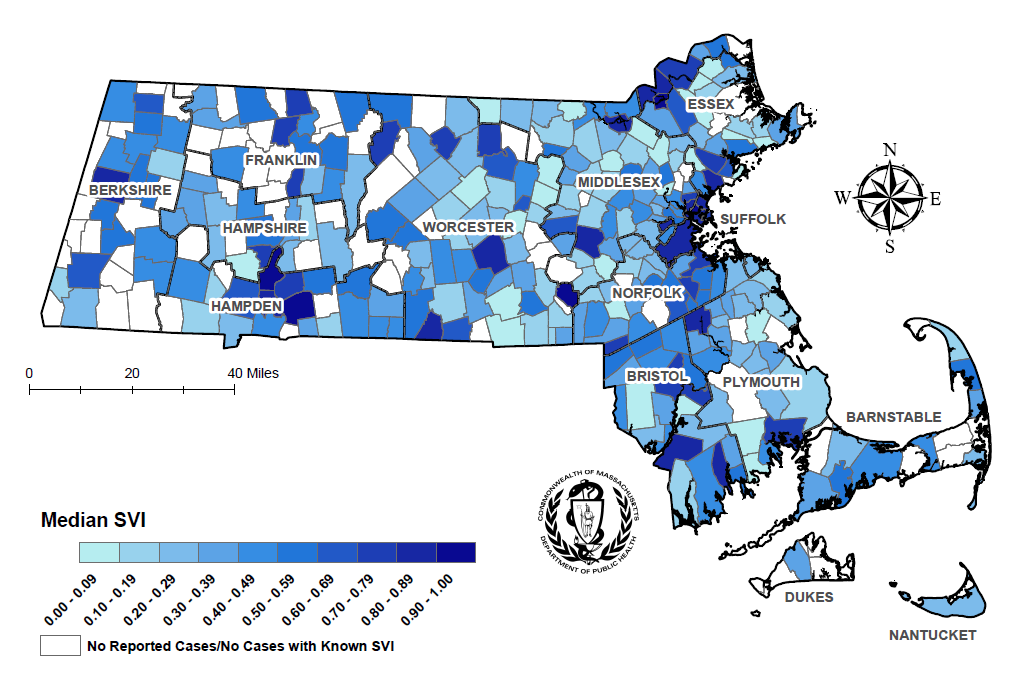 ESSEX
N
FRANKLIN
MIDDLESEX
BERKSHIRE
W
E
SUFFOLK
HAMPSHIRE
WORCESTER
S
NORFOLK
HAMPDEN
0 20 40 Miles
BRISTOL
PLYMOUTH
BARNSTABLE
COMMONWEALTH OF MASSACHUSETTS
DEPARTMENT OF PUBLIC HEALTH
Median SVI
0.00 - 0.09
0.10 - 0.19
0.20 - 0.29
0.30 - 0.39
0.40 - 0.49
0.50 - 0.59
0.60 - 0.69
0.70 - 0.79
0.80 - 0.89
0.90 - 1.00
DUKES
NANTUCKET
No Reported Cases/No Cases with Known SVI